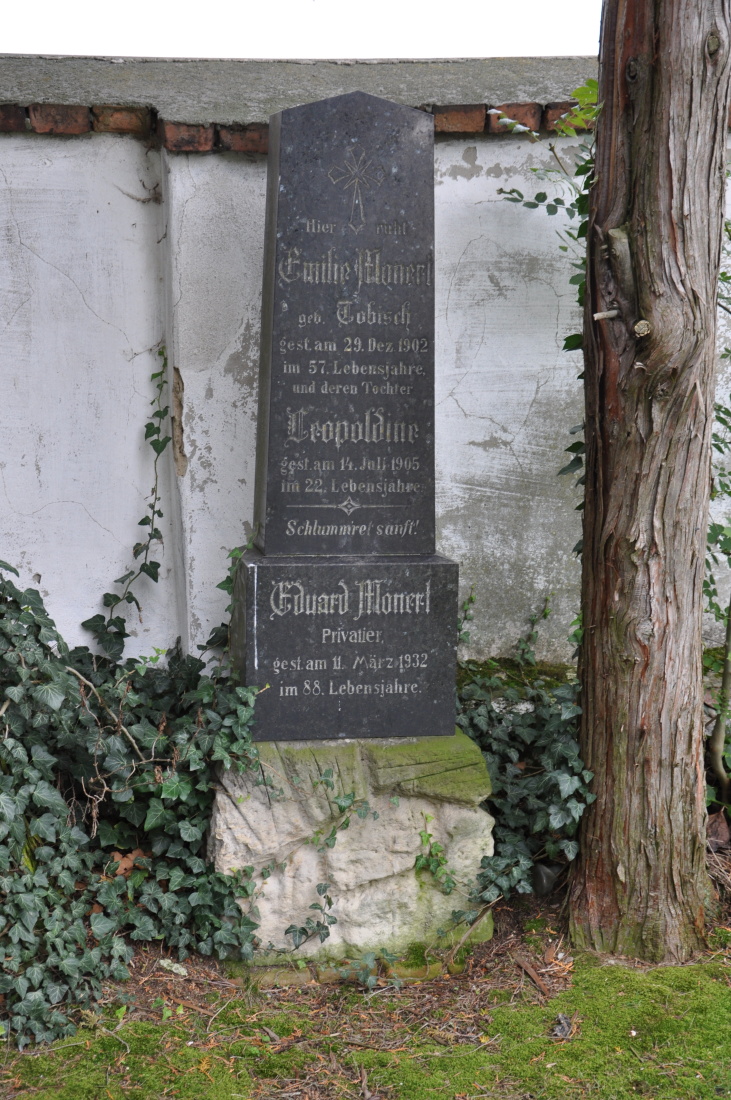 Hier ruht
Emilie Monert
geb. Tobisch
gest. am 29. Dez 1902
im 57. Lebensjahre,
und deren Tochter
Leopoldine
gest. am 14. Juli 1905
im 22. Lebensjahre
Schlummret sanft!
Eduard Monert
Privatier,
gest. am 11. März 1932
im 88. Lebensjahre.